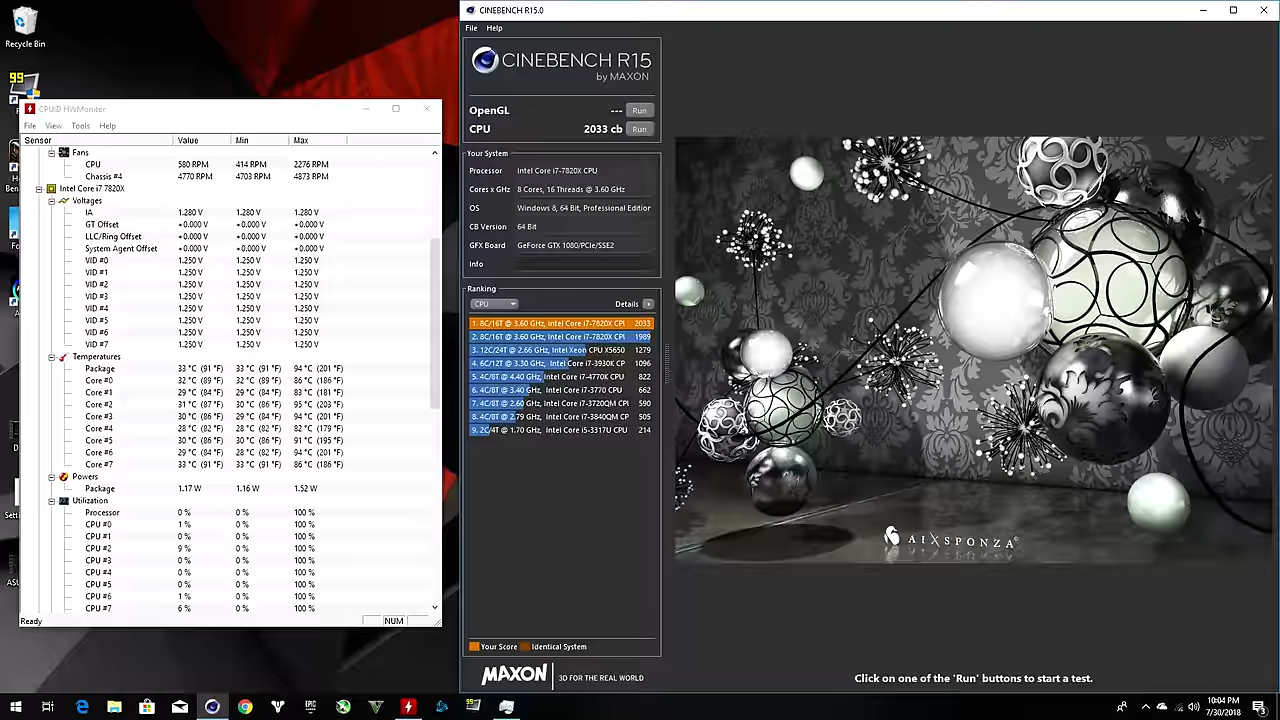 Recycle Bin
99
CPUID HWMonitor
File View Tools Help
Sensor Value Min Max
Fans
CPU 580 RPM 414 RPM 2276 RPM
Chassis #4 4770 RPM 4703 RPM 4873 RPM
Intel Core i7 7820X
Voltages
IA 1.280 V 1.280 V 1.280 V
GT Offset +0.000 V +0.000 V +0.000 V
LLC/Ring Offset +0.000 V +0.000 V +0.000 V
System Agent Offset +0.000 V +0.000 V +0.000 V
VID #0 1.250 V 1.250 V 1.250 V
VID #1 1.250 V 1.250 V 1.250 V
VID #2 1.250 V 1.250 V 1.250 V
VID #3 1.250 V 1.250 V 1.250 V
VID #4 1.250 V 1.250 V 1.250 V
VID #5 1.250 V 1.250 V 1.250 V
VID #6 1.250 V 1.250 V 1.250 V
VID #7 1.250 V 1.250 V 1.250 V
Temperatures
Package 33 °C (91 °F) 33 °C (91 °F) 94 °C (201 °F)
Core #0 32 °C (89 °F) 32 °C (89 °F) 86 °C (186 °F)
Core #1 29 °C (84 °F) 29 °C (84 °F) 83 °C (181 °F)
Core #2 31 °C (87 °F) 30 °C (86 °F) 95 °C (203 °F)
Core #3 30 °C (86 °F) 29 °C (84 °F) 94 °C (201 °F)
Core #4 28 °C (82 °F) 28 °C (82 °F) 82 °C (179 °F)
Core #5 30 °C (86 °F) 30 °C (86 °F) 91 °C (195 °F)
Core #6 29 °C (84 °F) 28 °C (82 °F) 94 °C (201 °F)
Core #7 33 °C (91 °F) 33 °C (91 °F) 86 °C (186 °F)
Powers
Package 1.17 W 1.16 W 1.52 W
Utilization
Processor 0 % 0 % 100 %
CPU #0 1 % 0 % 100 %
CPU #1 0 % 0 % 100 %
CPU #2 9 % 0 % 100 %
CPU #3 0 % 0 % 100 %
CPU #4 0 % 0 % 100 %
CPU #5 0 % 0 % 100 %
CPU #6 1 % 0 % 100 %
CPU #7 6 % 0 % 100 %
Ready NUM
CINEBENCH R15.0
File Help
CINEBENCH R15
by MAXON
OpenGL --- Run
CPU 2033 cb Run
Your System
Processor Intel Core i7-7820X CPU
Cores x GHz 8 Cores, 16 Threads @ 3.60 GHz
OS Windows 8, 64 Bit, Professional Edition
CB Version 64 Bit
GFX Board GeForce GTX 1080/PCIe/SSE2
Info
Ranking
CPU Details
1. 8C/16T @ 3.60 GHz, Intel Core i7-7820X CPU 2033
2. 8C/16T @ 3.60 GHz, Intel Core i7-7820X CPU 1989
3. 12C/24T @ 2.66 GHz, Intel Xeon CPU X5650 1279
4. 6C/12T @ 3.30 GHz, Intel Core i7-3930K CP 1096
5. 4C/8T @ 4.40 GHz, Intel Core i7-4770K CPU 822
6. 4C/8T @ 3.40 GHz, Intel Core i7-3770 CPU 662
7. 4C/8T @ 2.60 GHz, Intel Core i7-3720QM CPU 590
8. 4C/8T @ 2.79 GHz, Intel Core i7-3840QM CP 505
9. 2C/4T @ 1.70 GHz, Intel Core i5-3317U CPU 214
Your Score Identical System
MAXON 3D FOR THE REAL WORLD
AIXSPONZA©
Click on one of the 'Run' buttons to start a test.
EPIC
99
10:04 PM
7/30/2018
3